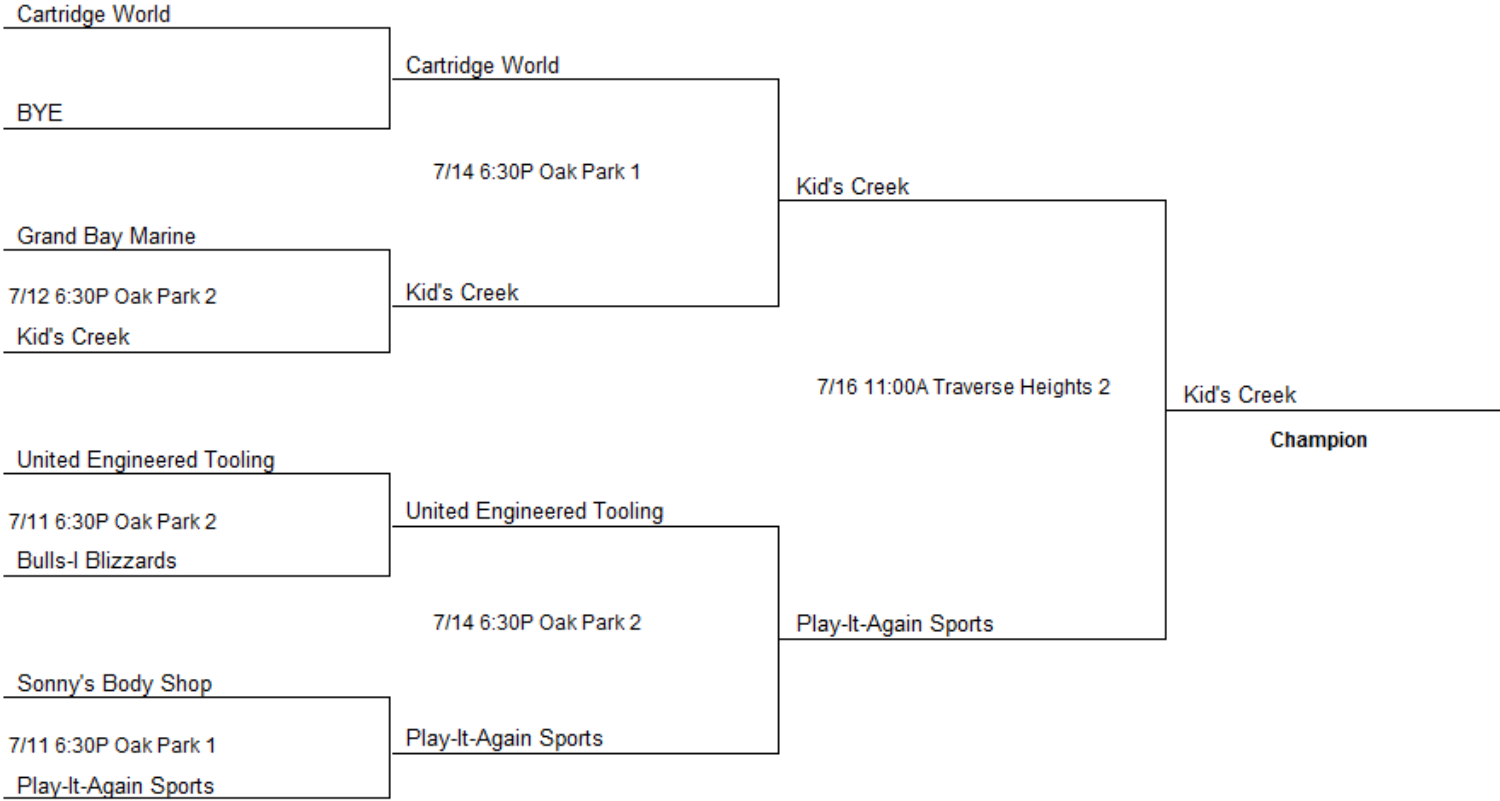 Cartridge World
Cartridge World
BYE
7/14 6:30P Oak Park 1
Kid's Creek
Grand Bay Marine
7/12 6:30P Oak Park 2
Kid's Creek
Kid's Creek
7/16 11:00A Traverse Heights 2
Kid's Creek
Champion
United Engineered Tooling
United Engineered Tooling
7/11 6:30P Oak Park 2
Bulls-I Blizzards
7/14 6:30P Oak Park 2
Play-It-Again Sports
Sonny's Body Shop
Play-It-Again Sports
7/11 6:30P Oak Park 1
Play-It-Again Sports